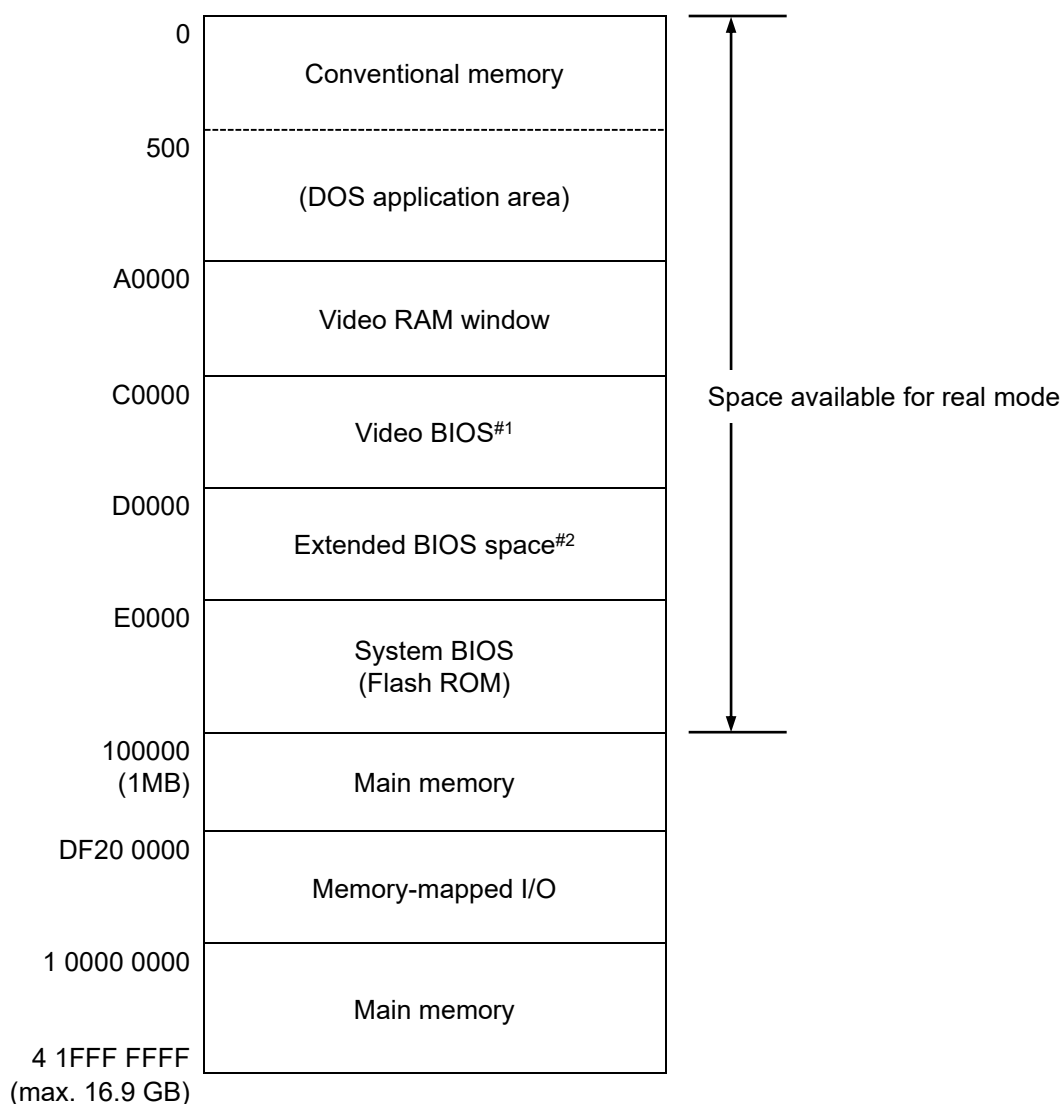 0
Conventional memory
500
(DOS application area)
A0000
Video RAM window
C0000
Video BIOS#1
Space available for real mode
D0000
Extended BIOS space#2
E0000
System BIOS
(Flash ROM)
100000
(1MB)
Main memory
DF20 0000
Memory-mapped I/O
1 0000 0000
Main memory
4 1FFF FFFF
(max. 16.9 GB)